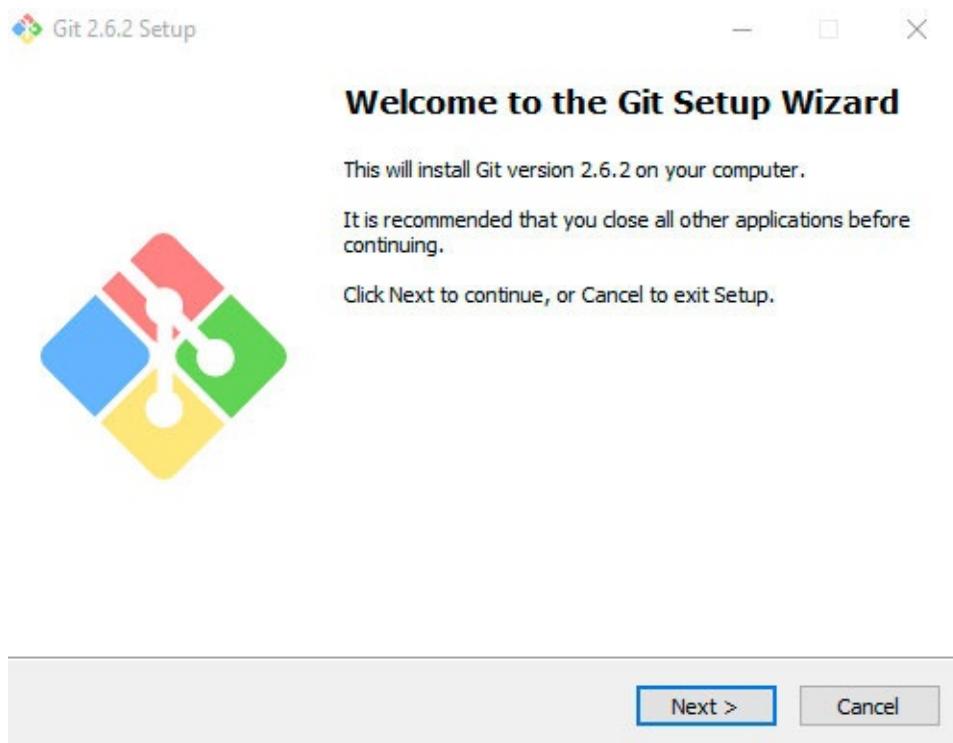 Git 2.6.2 Setup
Welcome to the Git Setup Wizard
This will install Git version 2.6.2 on your computer.
It is recommended that you close all other applications before
continuing.
Click Next to continue, or Cancel to exit Setup.
Next >
Cancel